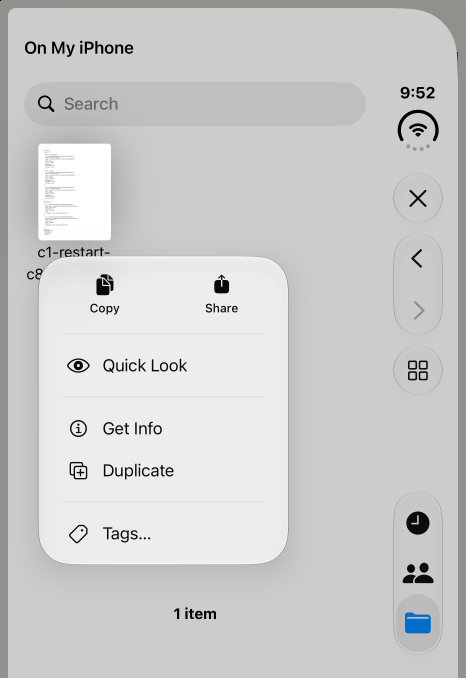 On My iPhone
Search
9:52
c1-restart-
c8
Copy
Share
Quick Look
Get Info
Duplicate
Tags...
1 item